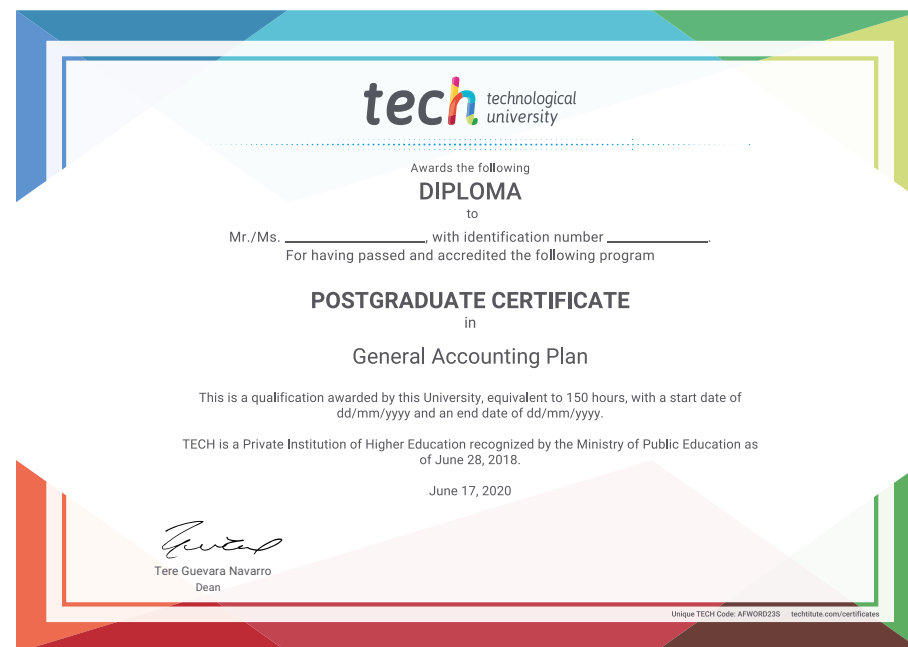 tech technological
university
Awards the following
DIPLOMA
to
Mr./Ms. ____________________, with identification number ______________.
For having passed and accredited the following program
POSTGRADUATE CERTIFICATE
in
General Accounting Plan
This is a qualification awarded by this University, equivalent to 150 hours, with a start date of
dd/mm/yyyy and an end date of dd/mm/yyyy.
TECH is a Private Institution of Higher Education recognized by the Ministry of Public Education as
of June 28, 2018.
June 17, 2020
Tere Guevara Navarro
Dean
Unique TECH Code: AFWORD23S techtitute.com/certificates